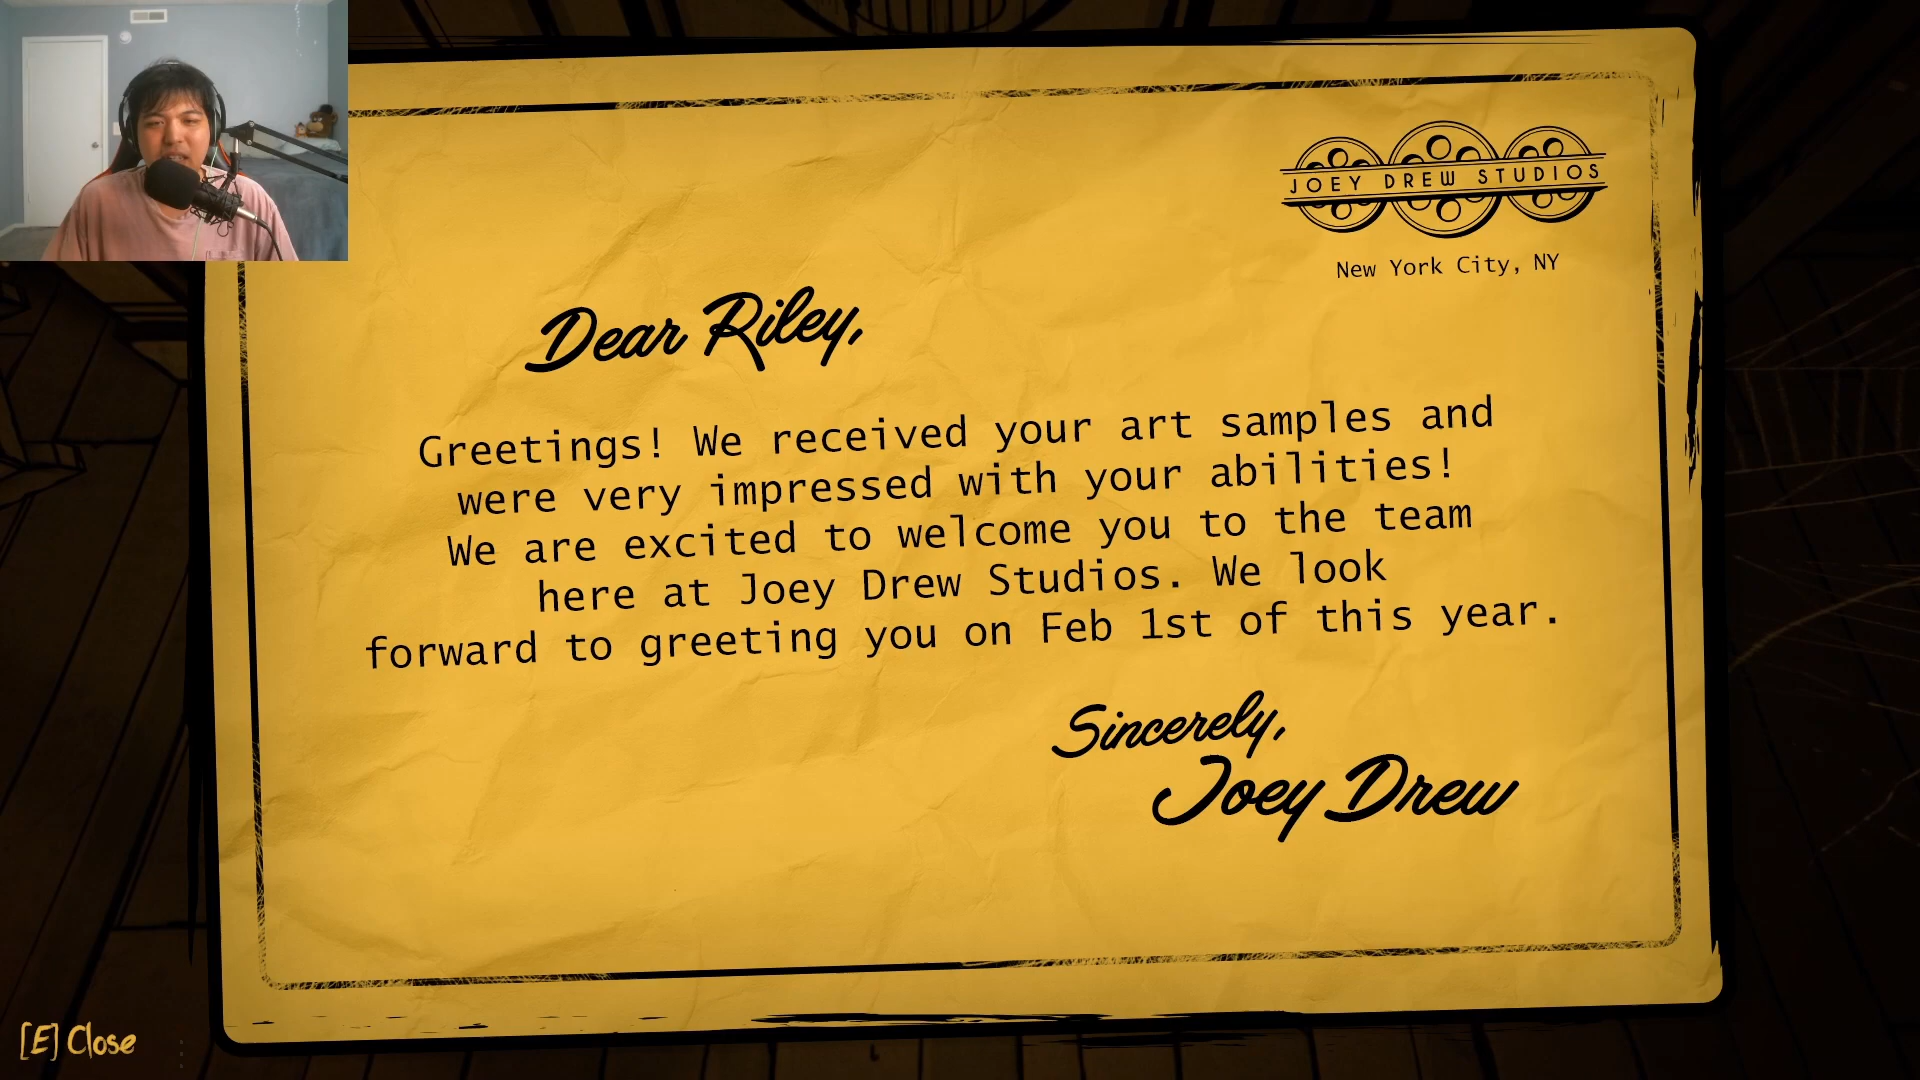 JOEY DREW STUDIOS
New York City, NY
Dear Riley,
Greetings! We received your art samples and
were very impressed with your abilities!
We are excited to welcome you to the team
here at Joey Drew Studios. We look
forward to greeting you on Feb 1st of this year.
Sincerely,
Joey Drew
[E] Close